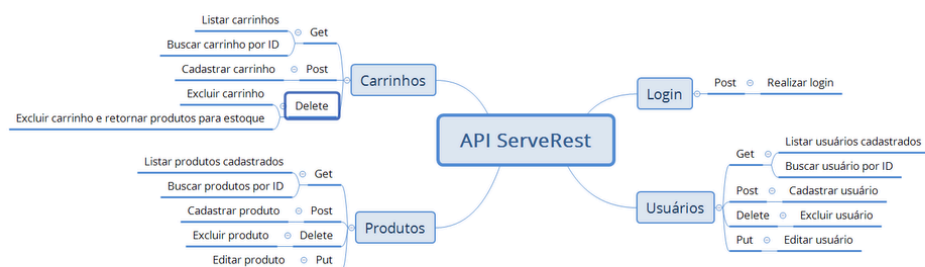 Listar carrinhos
Get
Buscar carrinho por ID
Cadastrar carrinho
Post
Carrinhos
Excluir carrinho
Delete
Excluir carrinho e retornar produtos para estoque
API ServeRest
Login
Post
Realizar login
Listar produtos cadastrados
Get
Buscar produtos por ID
Cadastrar produto
Post
Produtos
Excluir produto
Delete
Editar produto
Put
Usuários
Get
Listar usuários cadastrados
Buscar usuário por ID
Post
Cadastrar usuário
Delete
Excluir usuário
Put
Editar usuário